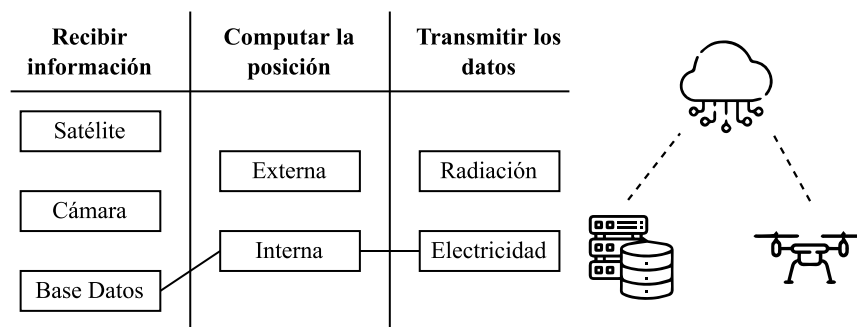 Recibir
información
Computar la
posición
Transmitir los
datos
Satélite
Externa
Radiación
Cámara
Interna
Electricidad
Base Datos